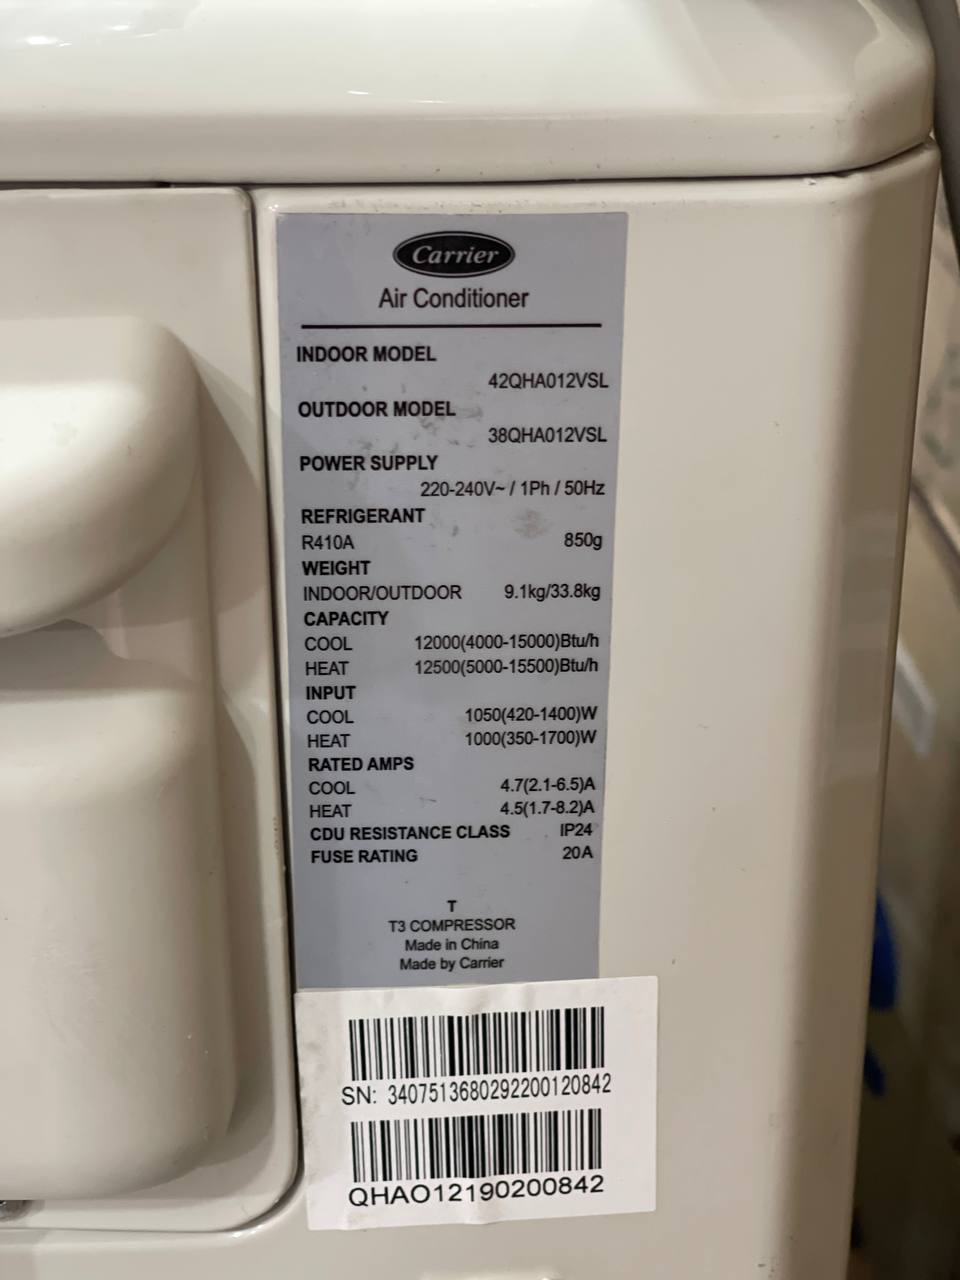 Carrier
Air Conditioner
INDOOR MODEL
42QHA012VSL
OUTDOOR MODEL
38QHA012VSL
POWER SUPPLY
220-240V~ / 1Ph / 50Hz
REFRIGERANT
R410A 850g
WEIGHT
INDOOR/OUTDOOR 9.1kg/33.8kg
CAPACITY
COOL 12000(4000-15000)Btu/h
HEAT 12500(5000-15500)Btu/h
INPUT
COOL 1050(420-1400)W
HEAT 1000(350-1700)W
RATED AMPS
COOL 4.7(2.1-6.5)A
HEAT 4.5(1.7-8.2)A
CDU RESISTANCE CLASS IP24
FUSE RATING 20A
T
T3 COMPRESSOR
Made in China
Made by Carrier
SN: 3407513680292200120842
QHAO12190200842